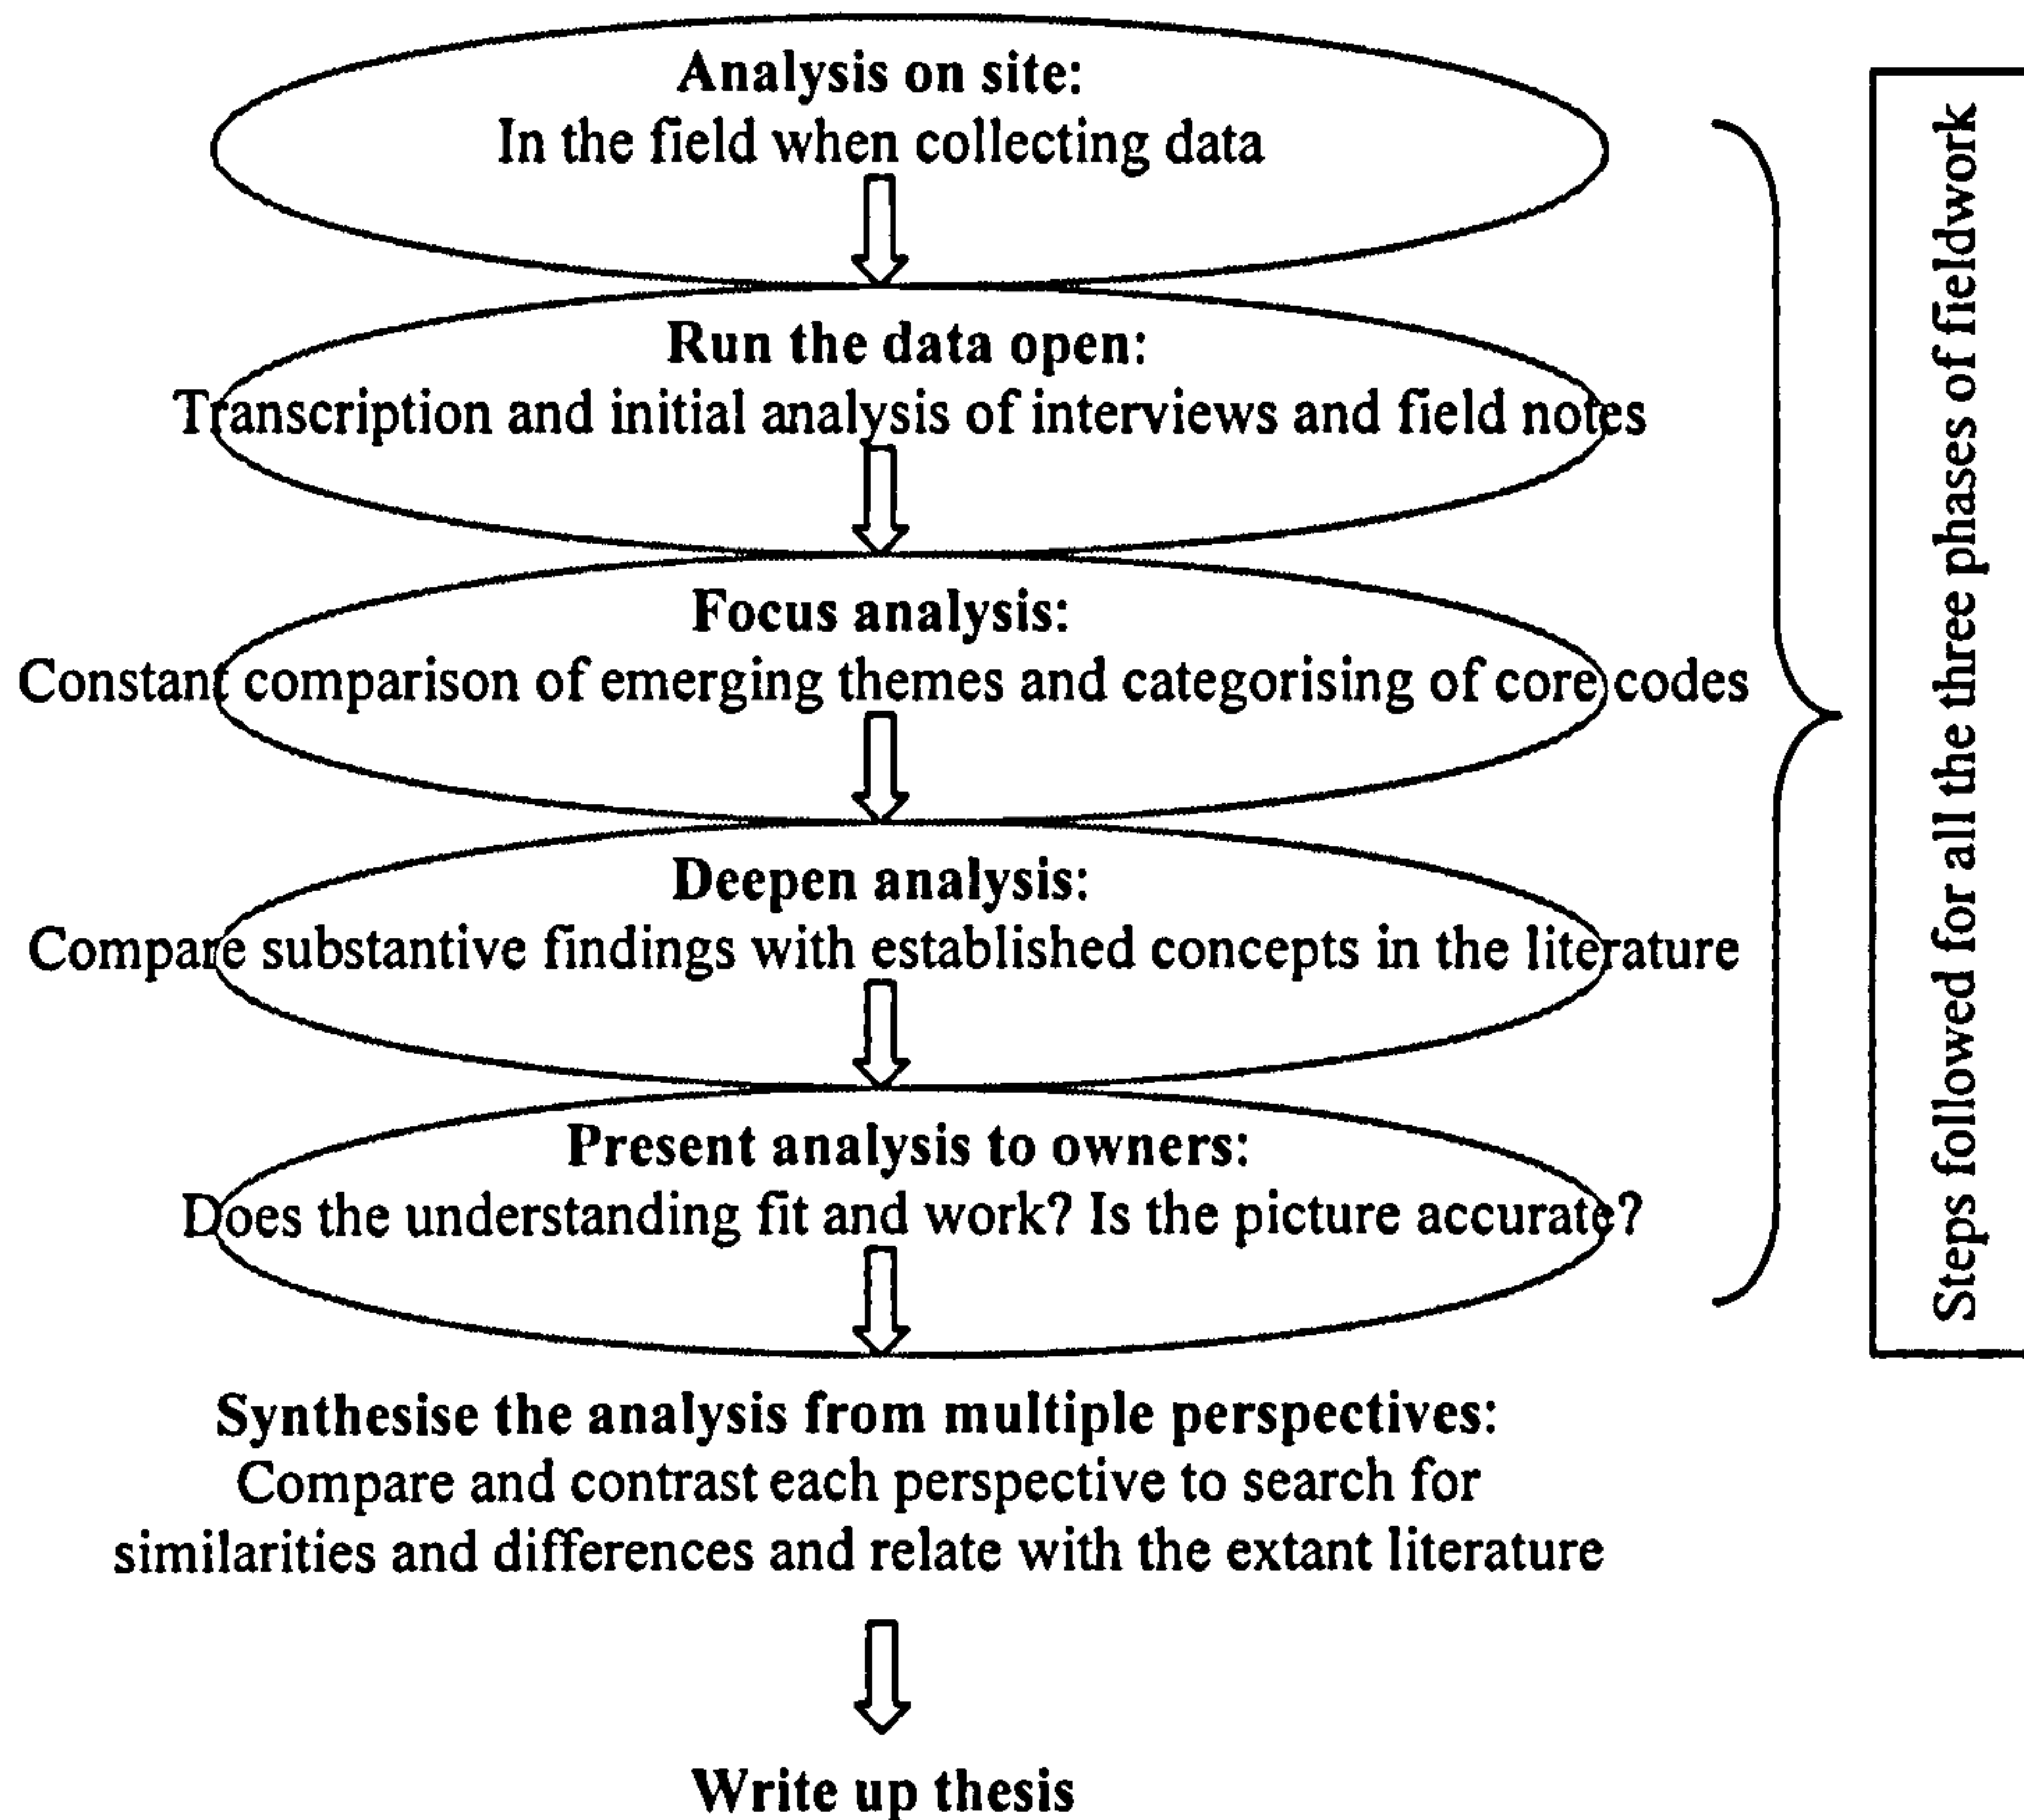 Analysis on site:
In the field when collecting data
Run the data open:
Transcription and initial analysis of interviews and field notes
Focus analysis:
Constant comparison of emerging themes and categorising of core codes
Deepen analysis:
Compare substantive findings with established concepts in the literature
Present analysis to owners:
Does the understanding fit and work? Is the picture accurate?
Synthesise the analysis from multiple perspectives:
Compare and contrast each perspective to search for
similarities and differences and relate with the extant literature
Write up thesis
Steps followed for all the three phases of fieldwork